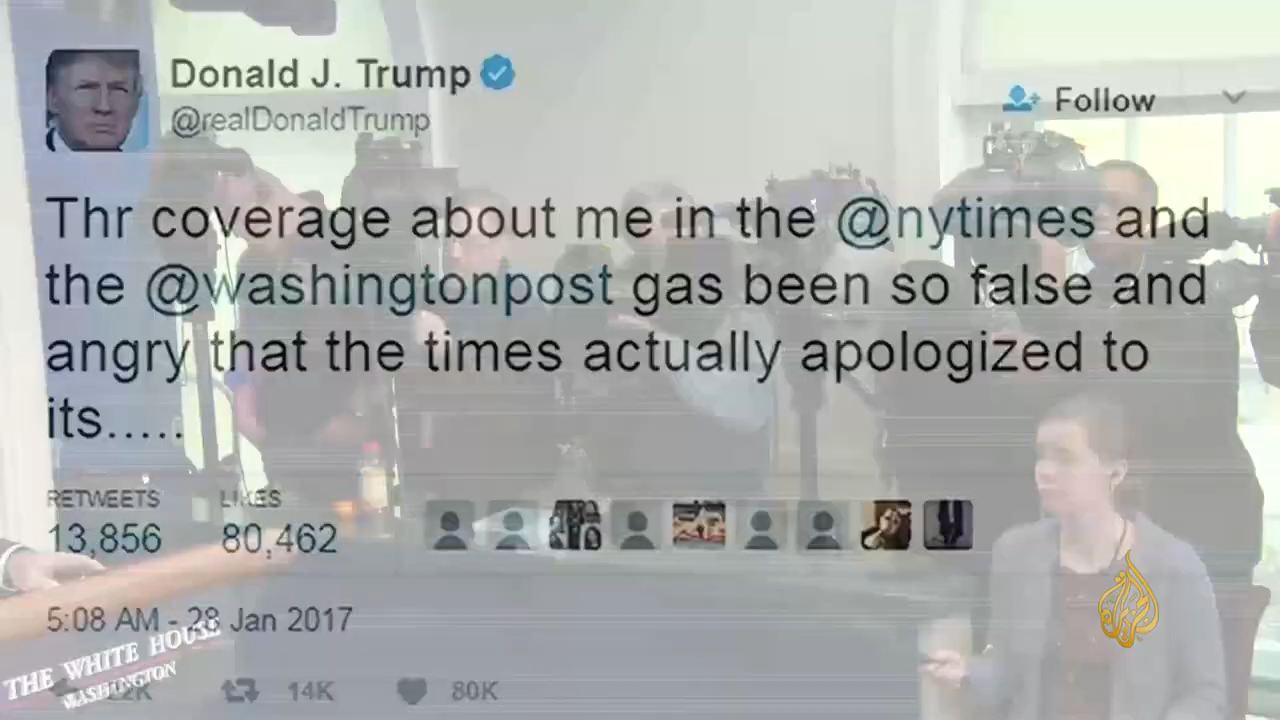 Donald J. Trump
@realDonaldTrump
Follow
Thr coverage about me in the @nytimes and
the @washingtonpost gas been so false and
angry that the times actually apologized to
its.....
RETWEETS LIKES
13,856 80,462
5:08 AM - 28 Jan 2017
22K 14K 80K
THE WHITE HOUSE
WASHINGTON
الجزيرة